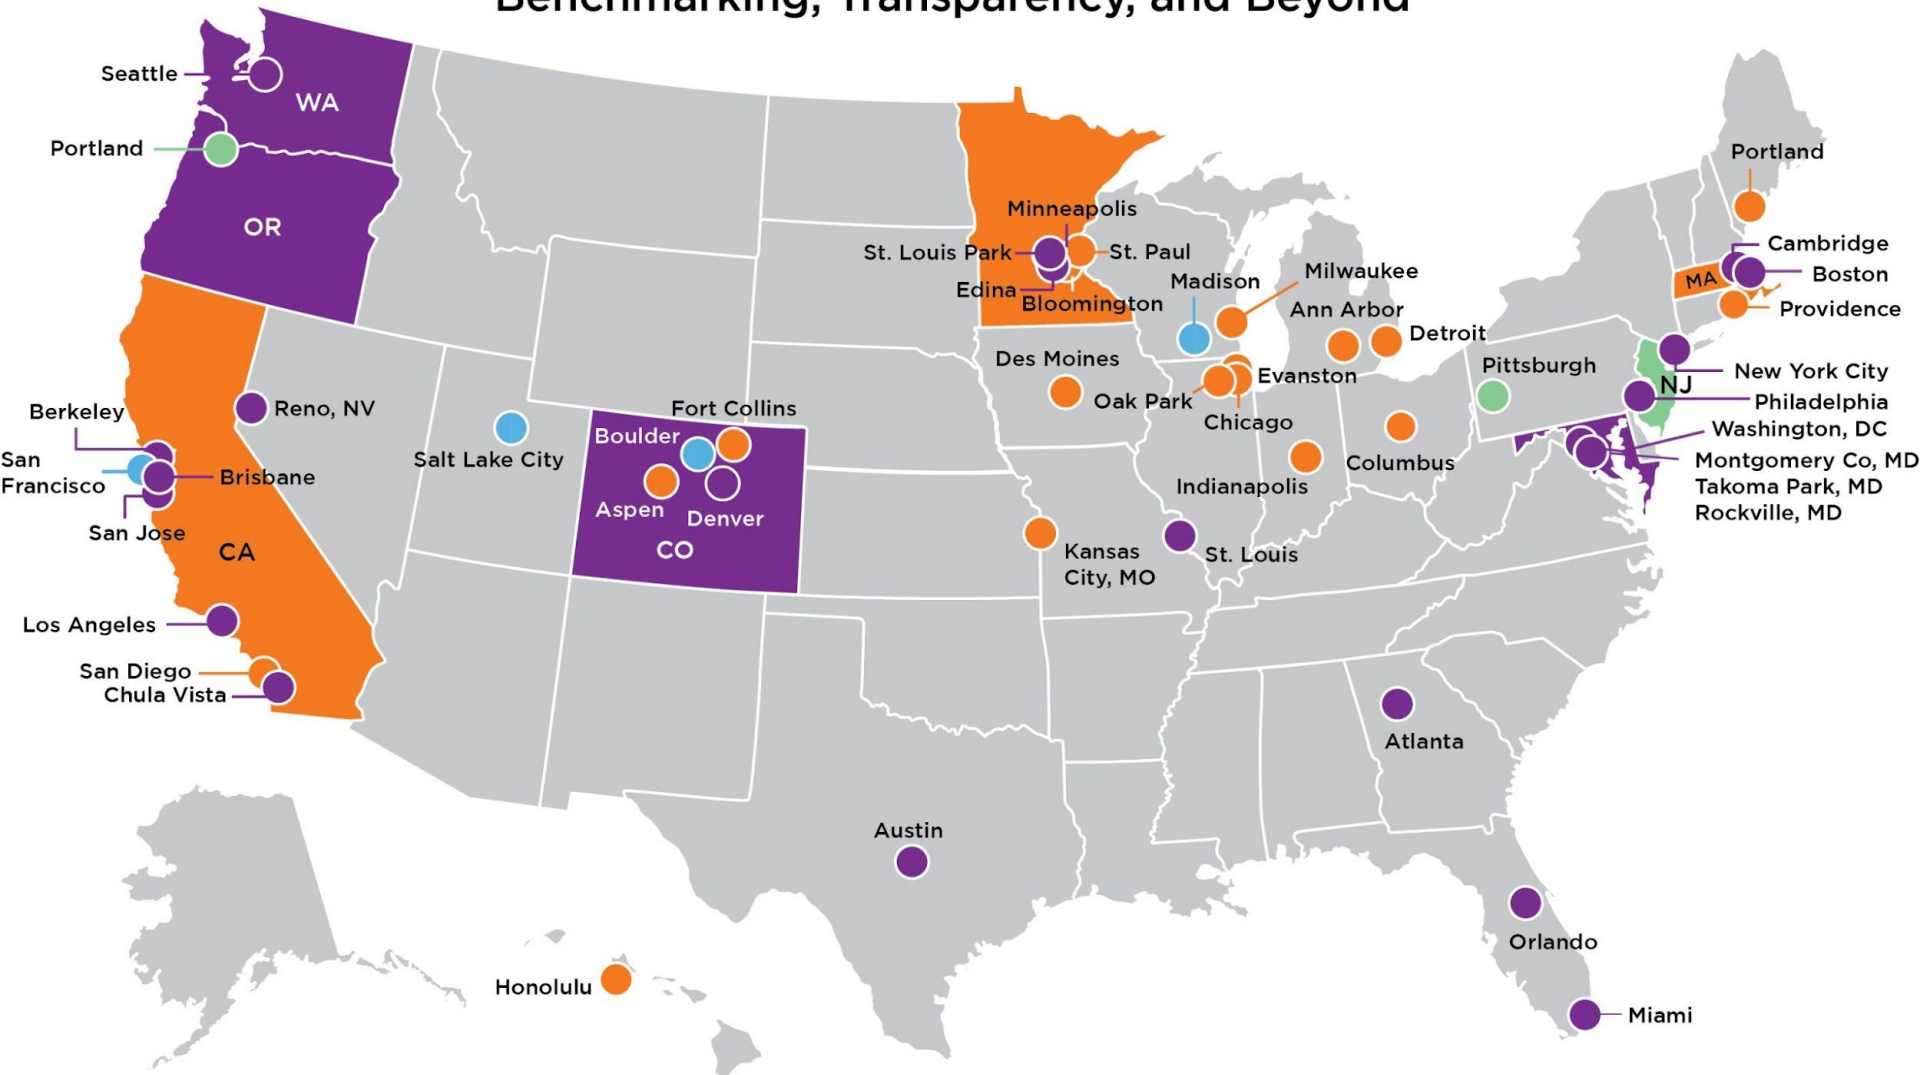 Benchmarking, Transparency, and Beyond
Seattle
WA
Portland
OR
Portland
Minneapolis
St. Louis Park
St. Paul
Edina
Bloomington
Madison
Milwaukee
Ann Arbor
Detroit
Cambridge
Boston
MA
Providence
Des Moines
Oak Park
Evanston
Chicago
Pittsburgh
NJ
New York City
Philadelphia
Washington, DC
Montgomery Co, MD
Takoma Park, MD
Rockville, MD
Berkeley
San
Francisco
Brisbane
San Jose
Reno, NV
Salt Lake City
Fort Collins
Boulder
Aspen
Denver
CO
CA
Columbus
Indianapolis
Kansas
City, MO
St. Louis
Los Angeles
San Diego
Chula Vista
Atlanta
Austin
Orlando
Honolulu
Miami